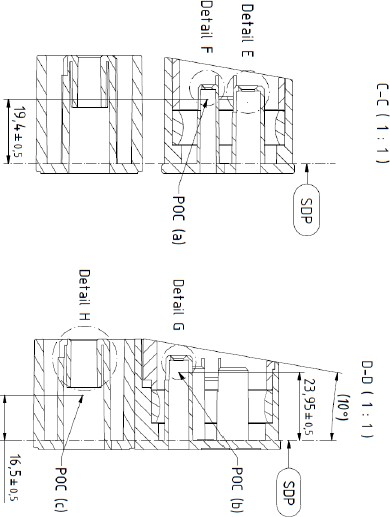 C-C ( 1 : 1 )
Detail E
Detail F
SDP
POC (a)
19,4±0,5
D-D ( 1 : 1 )
(10°)
23,95±0,5
Detail G
Detail H
SDP
POC (b)
POC (c)
16,5±0,5